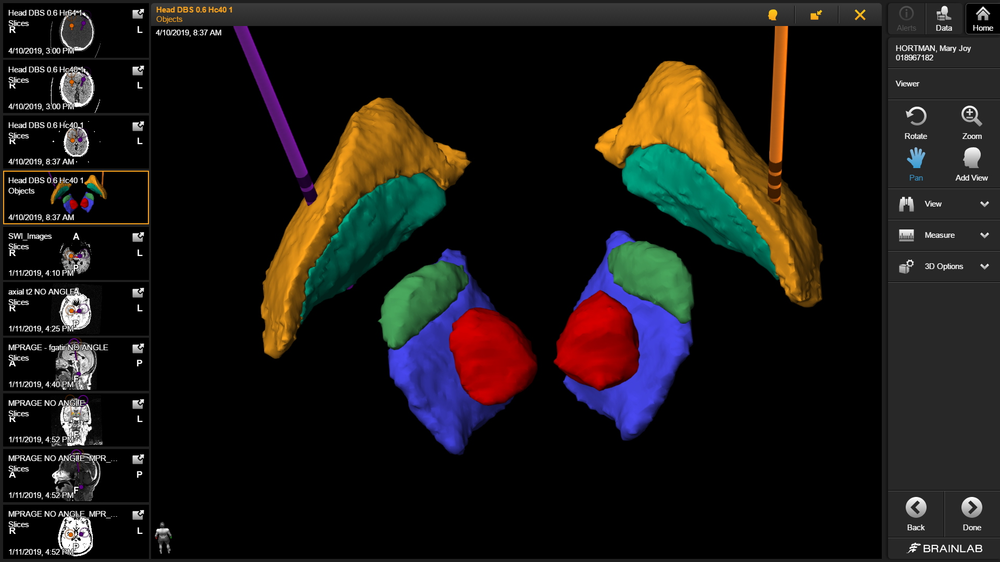 Head DBS 0.6 Hr64 1
Slices
R
L
4/10/2019, 3:00 PM
Head DBS 0.6 Hc40 1
Slices
R
L
4/10/2019, 3:00 PM
Head DBS 0.6 Hc40 1
Slices
R
L
4/10/2019, 8:37 AM
Head DBS 0.6 Hc40 1
Objects
4/10/2019, 8:37 AM
SWI_Images
Slices
A
R
L
P
1/11/2019, 4:10 PM
axial t2 NO ANGLE
Slices
A
R
L
P
1/11/2019, 4:25 PM
MPRAGE - fgatir NO ANGLE
Slices
A
P
F
1/11/2019, 4:40 PM
MPRAGE NO ANGLE
Slices
R
L
F
1/11/2019, 4:52 PM
MPRAGE NO ANGLE_MPR_...
Slices
A
P
F
1/11/2019, 4:52 PM
MPRAGE NO ANGLE_MPR_...
Slices
R
L
P
1/11/2019, 4:52 PM
Head DBS 0.6 Hc40 1
Objects
4/10/2019, 8:37 AM
Alerts
Data
Home
HORTMAN, Mary Joy
018967182
Viewer
Rotate
Zoom
Pan
Add View
View
Measure
3D Options
Back
Done
BRAINLAB